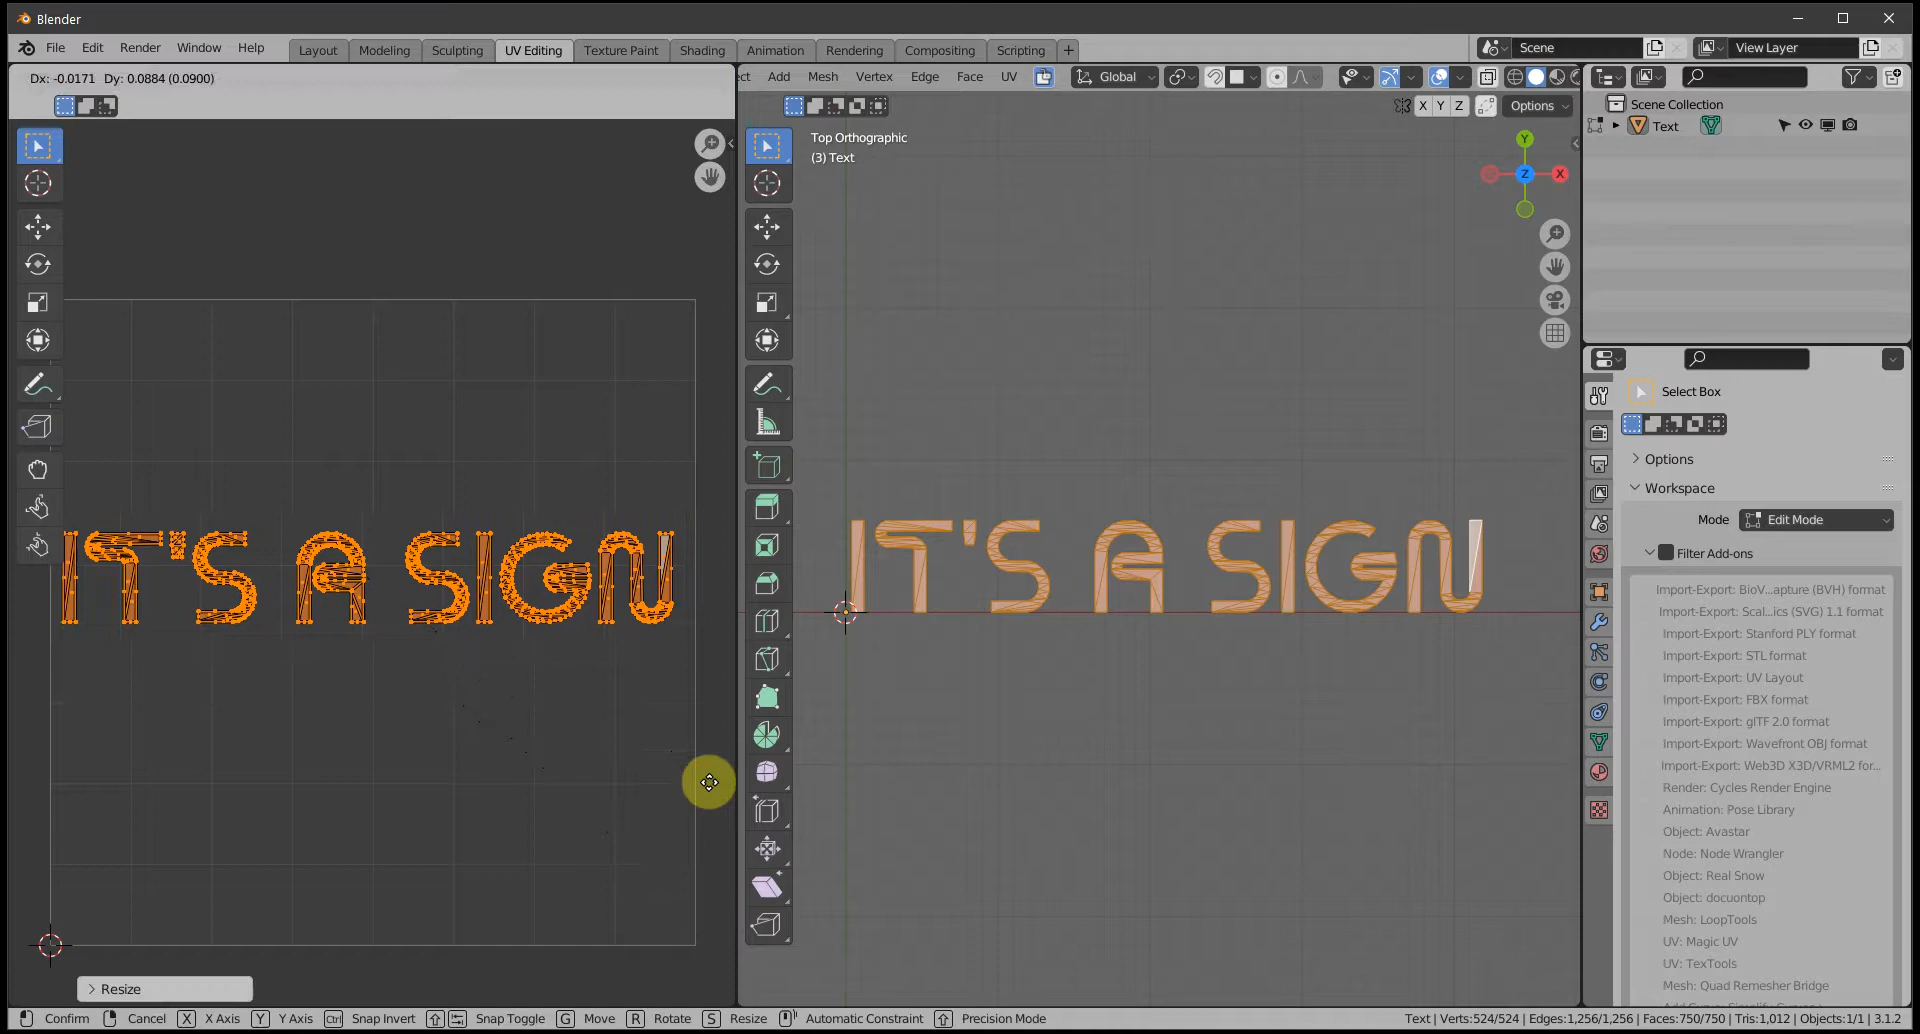 Blender
File Edit Render Window Help Layout Modeling Sculpting UV Editing Texture Paint Shading Animation Rendering Compositing Scripting + Scene View Layer
Dx: -0.0171 Dy: 0.0884 (0.0900)
Add Mesh Vertex Edge Face UV Global
X Y Z Options
Top Orthographic
(3) Text
Y
Z X
IT'S A SIGN
IT'S A SIGN
Resize
Scene Collection
Text
Select Box
Options
Workspace
Mode Edit Mode
Filter Add-ons
Import-Export: BioV...apture (BVH) format
Import-Export: Scal...ics (SVG) 1.1 format
Import-Export: Stanford PLY format
Import-Export: STL format
Import-Export: UV Layout
Import-Export: FBX format
Import-Export: glTF 2.0 format
Import-Export: Wavefront OBJ format
Import-Export: Web3D X3D/VRML2 for...
Render: Cycles Render Engine
Animation: Pose Library
Object: Avastar
Node: Node Wrangler
Object: Real Snow
Object: docuontop
Mesh: LoopTools
UV: Magic UV
UV: TexTools
Mesh: Quad Remesher Bridge
Confirm Cancel X X Axis Y Y Axis Ctrl Snap Invert Snap Toggle G Move R Rotate S Resize Automatic Constraint Precision Mode
Text | Verts:524/524 | Edges:1,256/1,256 | Faces:750/750 | Tris:1,012 | Objects:1/1 | 3.1.2